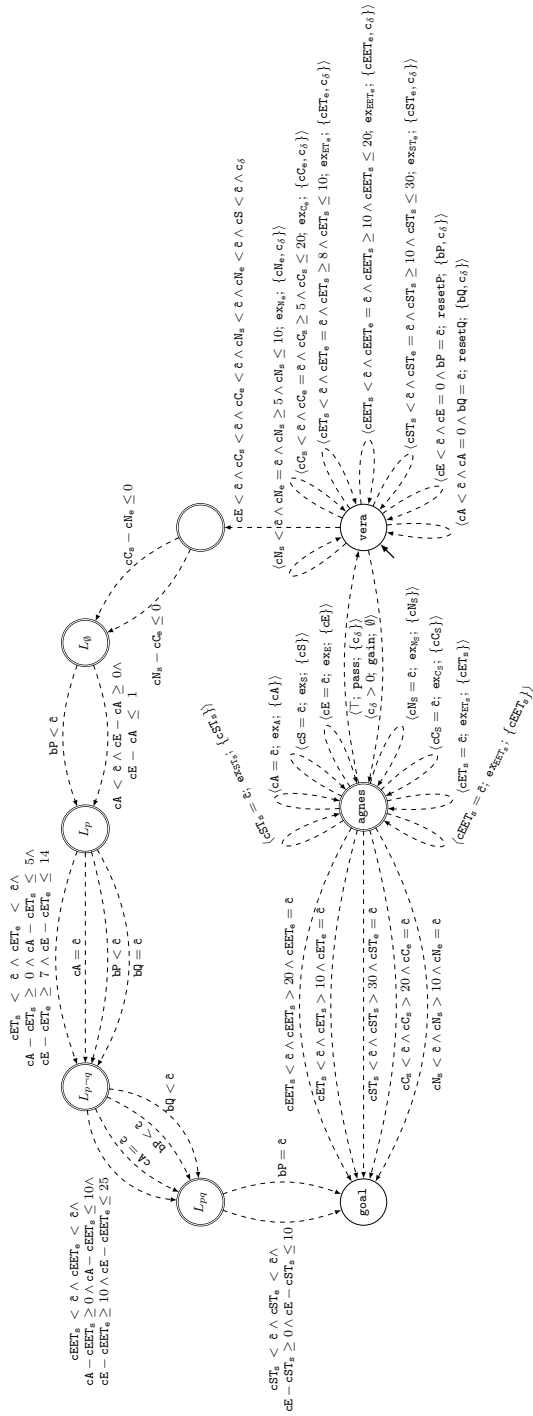 cEET_s < ĉ ∧ cEET_e < ĉ∧
cA − cEET_s ≥ 0 ∧ cA − cEET_s ≤ 10∧
cE − cEET_e ≥ 10 ∧ cE − cEET_e ≤ 25
cET_s < ĉ ∧ cET_e < ĉ∧
cA − cET_s ≥ 0 ∧ cA − cET_s ≤ 5∧
cE − cET_e ≥ 7 ∧ cE − cET_e ≤ 14
bP < ĉ
L_{p¬q}
cA = ĉ
L_p
L_∅
bP < ĉ
bQ = ĉ
cA < ĉ ∧ cE − cA ≥ 0∧
cE − cA ≤ 1
cC_s − cN_e ≤ 0
cN_s − cC_e ≤ 0
cA = ĉ
bP < ĉ
bQ < ĉ
L_{pq}
cE < ĉ ∧ cC_s < ĉ ∧ cC_e < ĉ ∧ cN_s < ĉ ∧ cN_e < ĉ ∧ cS < ĉ ∧ c_δ
cST_s < ĉ ∧ cST_e < ĉ∧
cE − cST_s ≥ 0 ∧ cE − cST_s ≤ 10
bP = ĉ
⟨cST_s = ĉ; ex_{ST_s}; {cST_s}⟩
⟨cA = ĉ; ex_A; {cA}⟩
⟨cS = ĉ; ex_S; {cS}⟩
⟨cE = ĉ; ex_E; {cE}⟩
⟨cN_s < ĉ ∧ cN_e = ĉ ∧ cN_s ≥ 5 ∧ cN_s ≤ 10; ex_{N_e}; {cN_e, c_δ}⟩
⟨cC_s < ĉ ∧ cC_e = ĉ ∧ cC_s ≥ 5 ∧ cC_s ≤ 20; ex_{C_e}; {cC_e, c_δ}⟩
⟨cET_s < ĉ ∧ cET_e = ĉ ∧ cET_s ≥ 8 ∧ cET_s ≤ 10; ex_{ET_e}; {cET_e, c_δ}⟩
cEET_s < ĉ ∧ cEET_s > 20 ∧ cEET_e = ĉ
cET_s < ĉ ∧ cET_s > 10 ∧ cET_e = ĉ
goal
cST_s < ĉ ∧ cST_s > 30 ∧ cST_e = ĉ
cC_s < ĉ ∧ cC_s > 20 ∧ cC_e = ĉ
cN_s < ĉ ∧ cN_s > 10 ∧ cN_e = ĉ
agnes
⟨⊤; pass; {c_δ}⟩
⟨c_δ > 0; gain; ∅⟩
vera
⟨cEET_s < ĉ ∧ cEET_e = ĉ ∧ cEET_s ≥ 10 ∧ cEET_s ≤ 20; ex_{EET_e}; {cEET_e, c_δ}⟩
⟨cN_S = ĉ; ex_{N_S}; {cN_S}⟩
⟨cC_S = ĉ; ex_{C_S}; {cC_S}⟩
⟨cET_s = ĉ; ex_{ET_s}; {cET_s}⟩
⟨cEET_s = ĉ; ex_{EET_s}; {cEET_s}⟩
⟨cST_s < ĉ ∧ cST_e = ĉ ∧ cST_s ≥ 10 ∧ cST_s ≤ 30; ex_{ST_e}; {cST_e, c_δ}⟩
⟨cE < ĉ ∧ cE = 0 ∧ bP = ĉ; resetP; {bP, c_δ}⟩
⟨cA < ĉ ∧ cA = 0 ∧ bQ = ĉ; resetQ; {bQ, c_δ}⟩